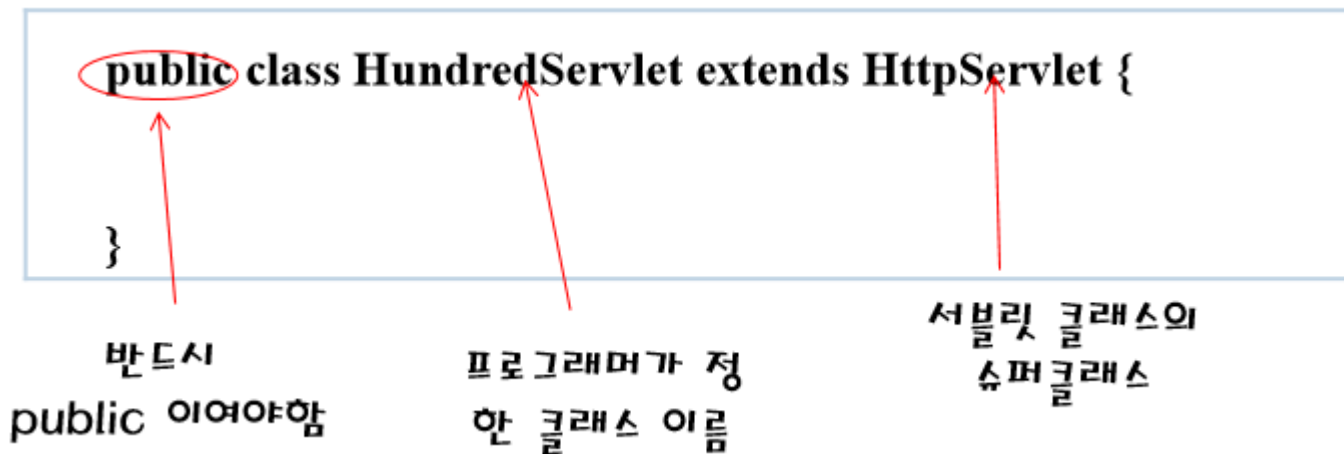 public class HundredServlet extends HttpServlet {
}
반드시
public 이여야함
프로그래머가 정
한 클래스 이름
서블릿 클래스의
슈퍼클래스